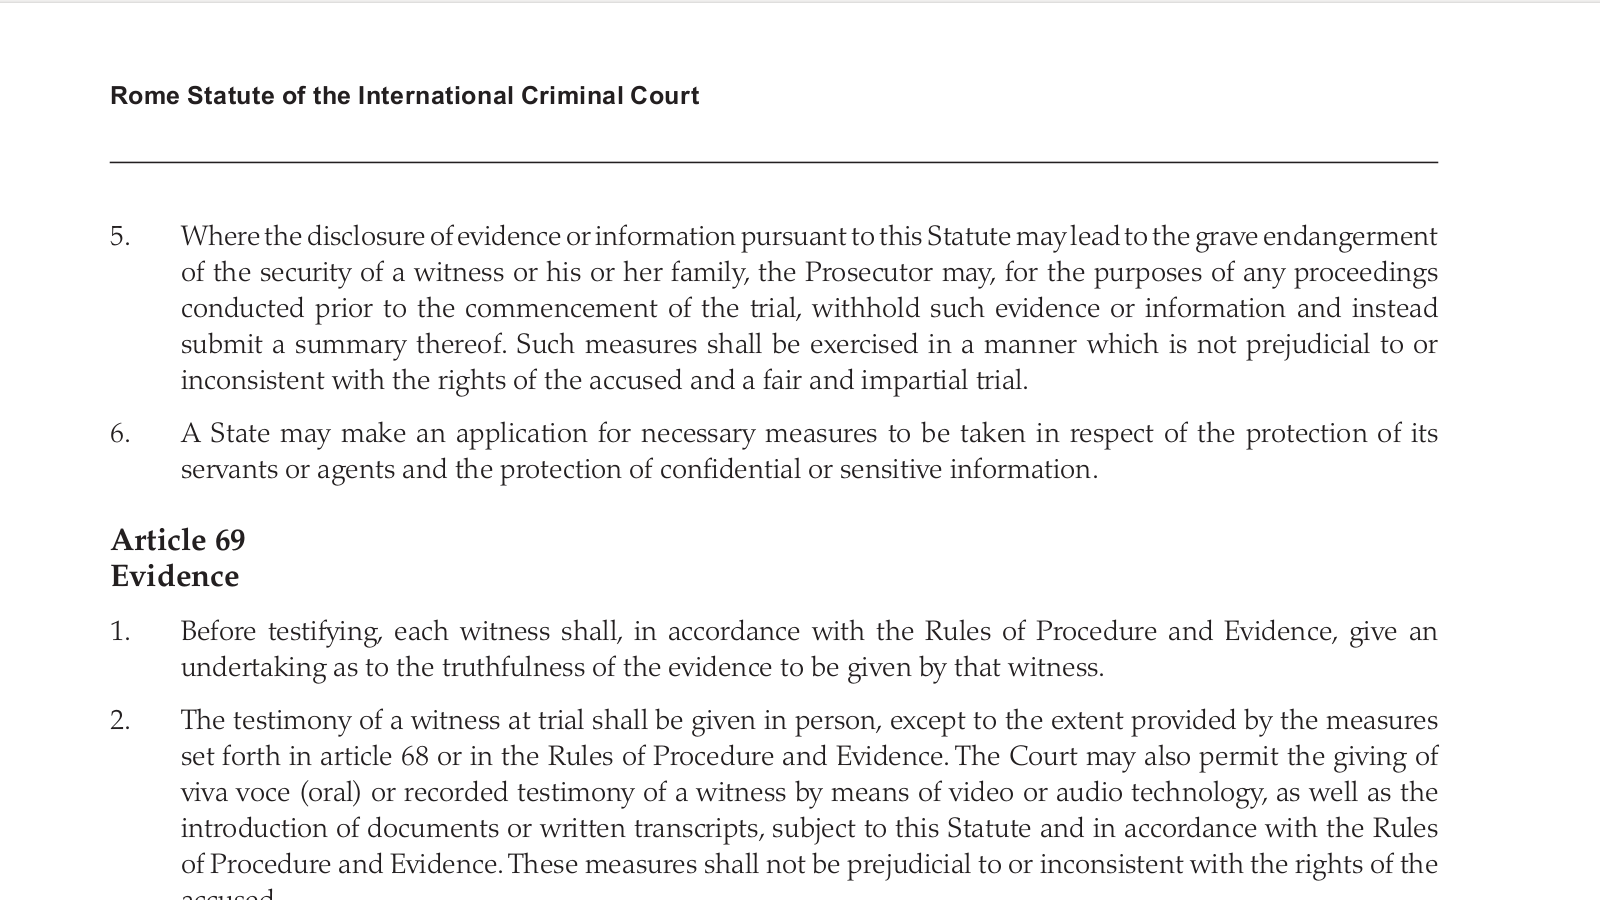 Rome Statute of the International Criminal Court
5. Where the disclosure of evidence or information pursuant to this Statute may lead to the grave endangerment
of the security of a witness or his or her family, the Prosecutor may, for the purposes of any proceedings
conducted prior to the commencement of the trial, withhold such evidence or information and instead
submit a summary thereof. Such measures shall be exercised in a manner which is not prejudicial to or
inconsistent with the rights of the accused and a fair and impartial trial.
6. A State may make an application for necessary measures to be taken in respect of the protection of its
servants or agents and the protection of confidential or sensitive information.
Article 69
Evidence
1. Before testifying, each witness shall, in accordance with the Rules of Procedure and Evidence, give an
undertaking as to the truthfulness of the evidence to be given by that witness.
2. The testimony of a witness at trial shall be given in person, except to the extent provided by the measures
set forth in article 68 or in the Rules of Procedure and Evidence. The Court may also permit the giving of
viva voce (oral) or recorded testimony of a witness by means of video or audio technology, as well as the
introduction of documents or written transcripts, subject to this Statute and in accordance with the Rules
of Procedure and Evidence. These measures shall not be prejudicial to or inconsistent with the rights of the
accused.